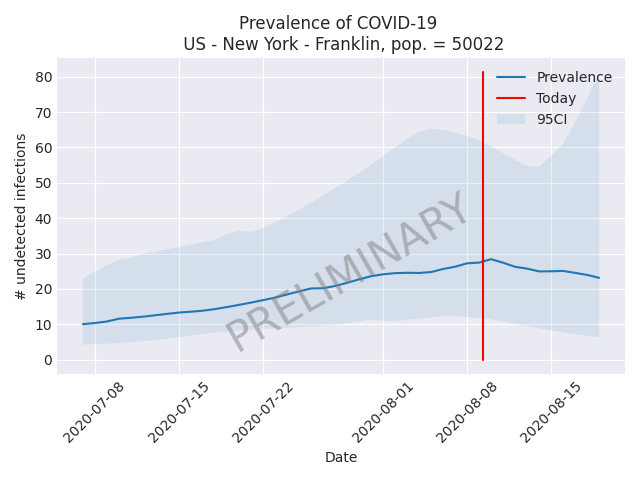 Prevalence of COVID-19
US - New York - Franklin, pop. = 50022
# undetected infections
80
70
60
50
40
30
20
10
0
Prevalence
Today
95CI
PRELIMINARY
2020-07-08
2020-07-15
2020-07-22
2020-08-01
2020-08-08
2020-08-15
Date